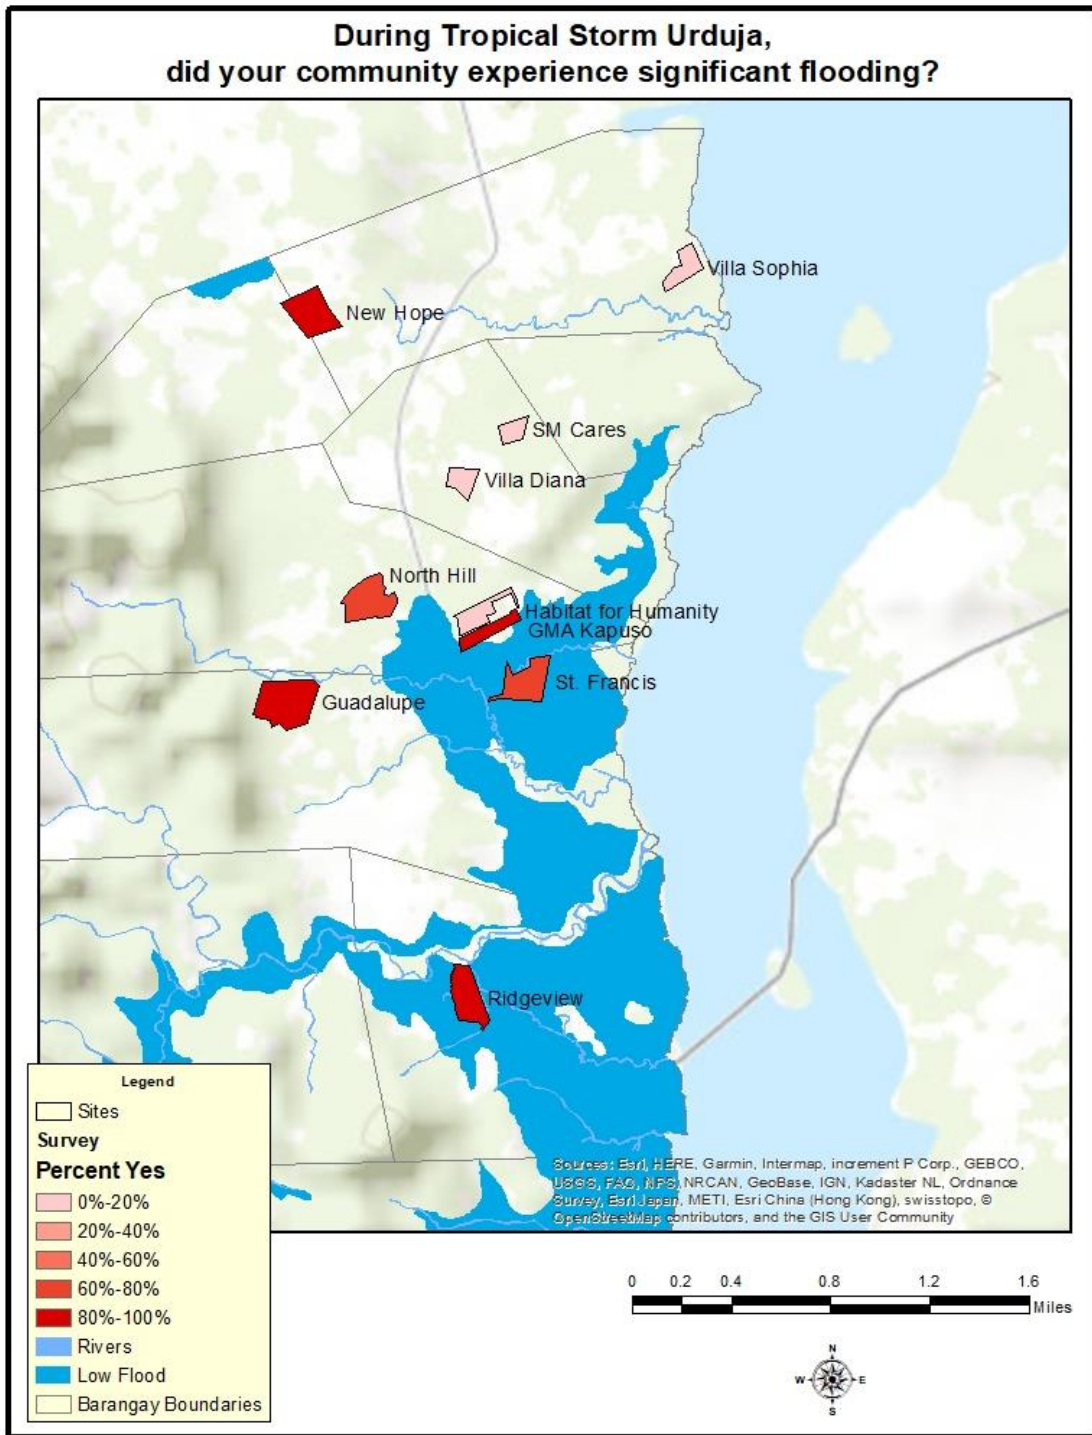 During Tropical Storm Urduja,
did your community experience significant flooding?
Villa Sophia
New Hope
SM Cares
Villa Diana
North Hill
Habitat for Humanity
GMA Kapuso
St. Francis
Guadalupe
Ridgeview
Legend
Sites
Survey
Percent Yes
0%-20%
20%-40%
40%-60%
60%-80%
80%-100%
Rivers
Low Flood
Barangay Boundaries
Sources: Esri, HERE, Garmin, Intermap, increment P Corp., GEBCO,
USGS, FAO, NPS, NRCAN, GeoBase, IGN, Kadaster NL, Ordnance
Survey, Esri Japan, METI, Esri China (Hong Kong), swisstopo, ©
OpenStreetMap contributors, and the GIS User Community
0 0.2 0.4 0.8 1.2 1.6
Miles
N
W E
S